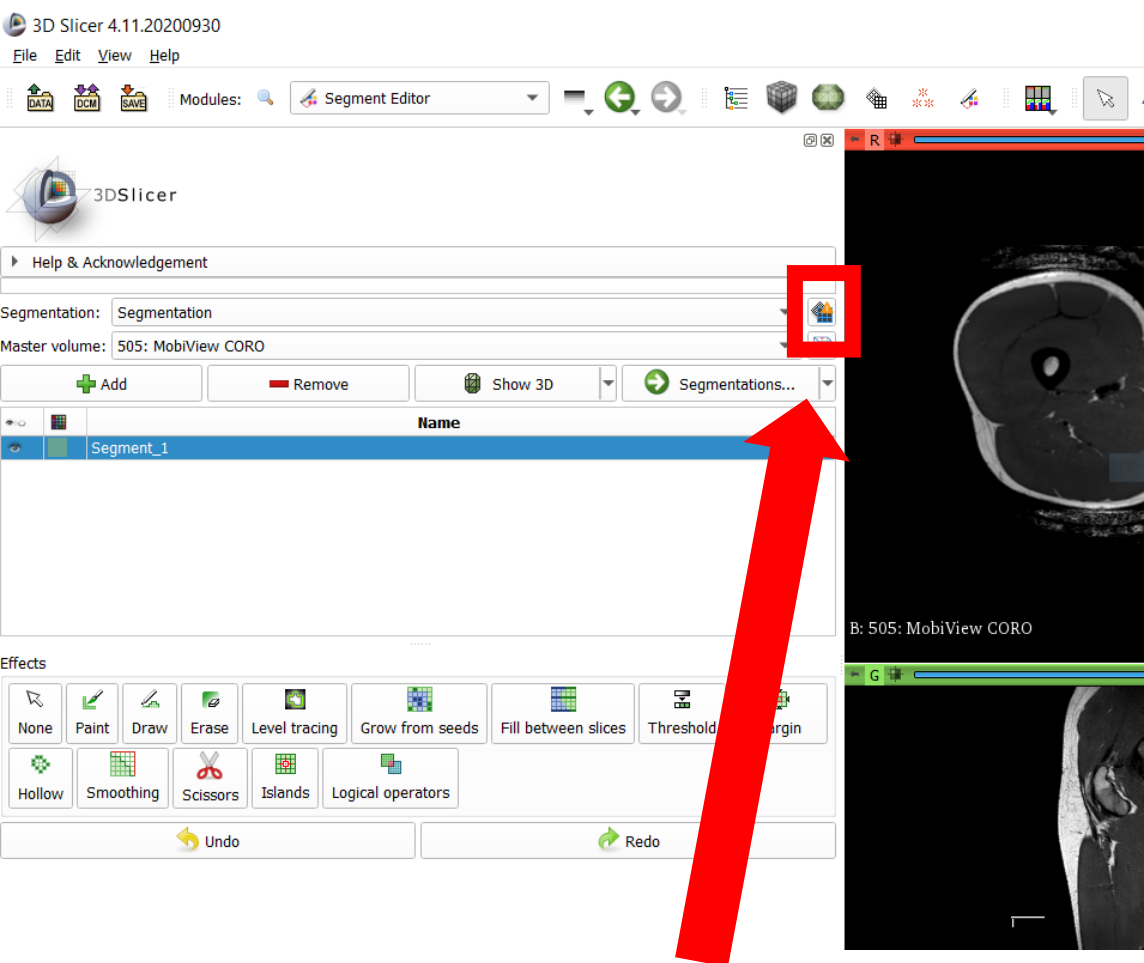 3D Slicer 4.11.20200930
File Edit View Help
DATA DCM SAVE Modules: Segment Editor
R
3DSlicer
Help & Acknowledgement
Segmentation: Segmentation
Master volume: 505: MobiView CORO
Add Remove Show 3D Segmentations...
Name
Segment_1
B: 505: MobiView CORO
Effects
G
None Paint Draw Erase Level tracing Grow from seeds Fill between slices Threshold rgin
Hollow Smoothing Scissors Islands Logical operators
Undo Redo